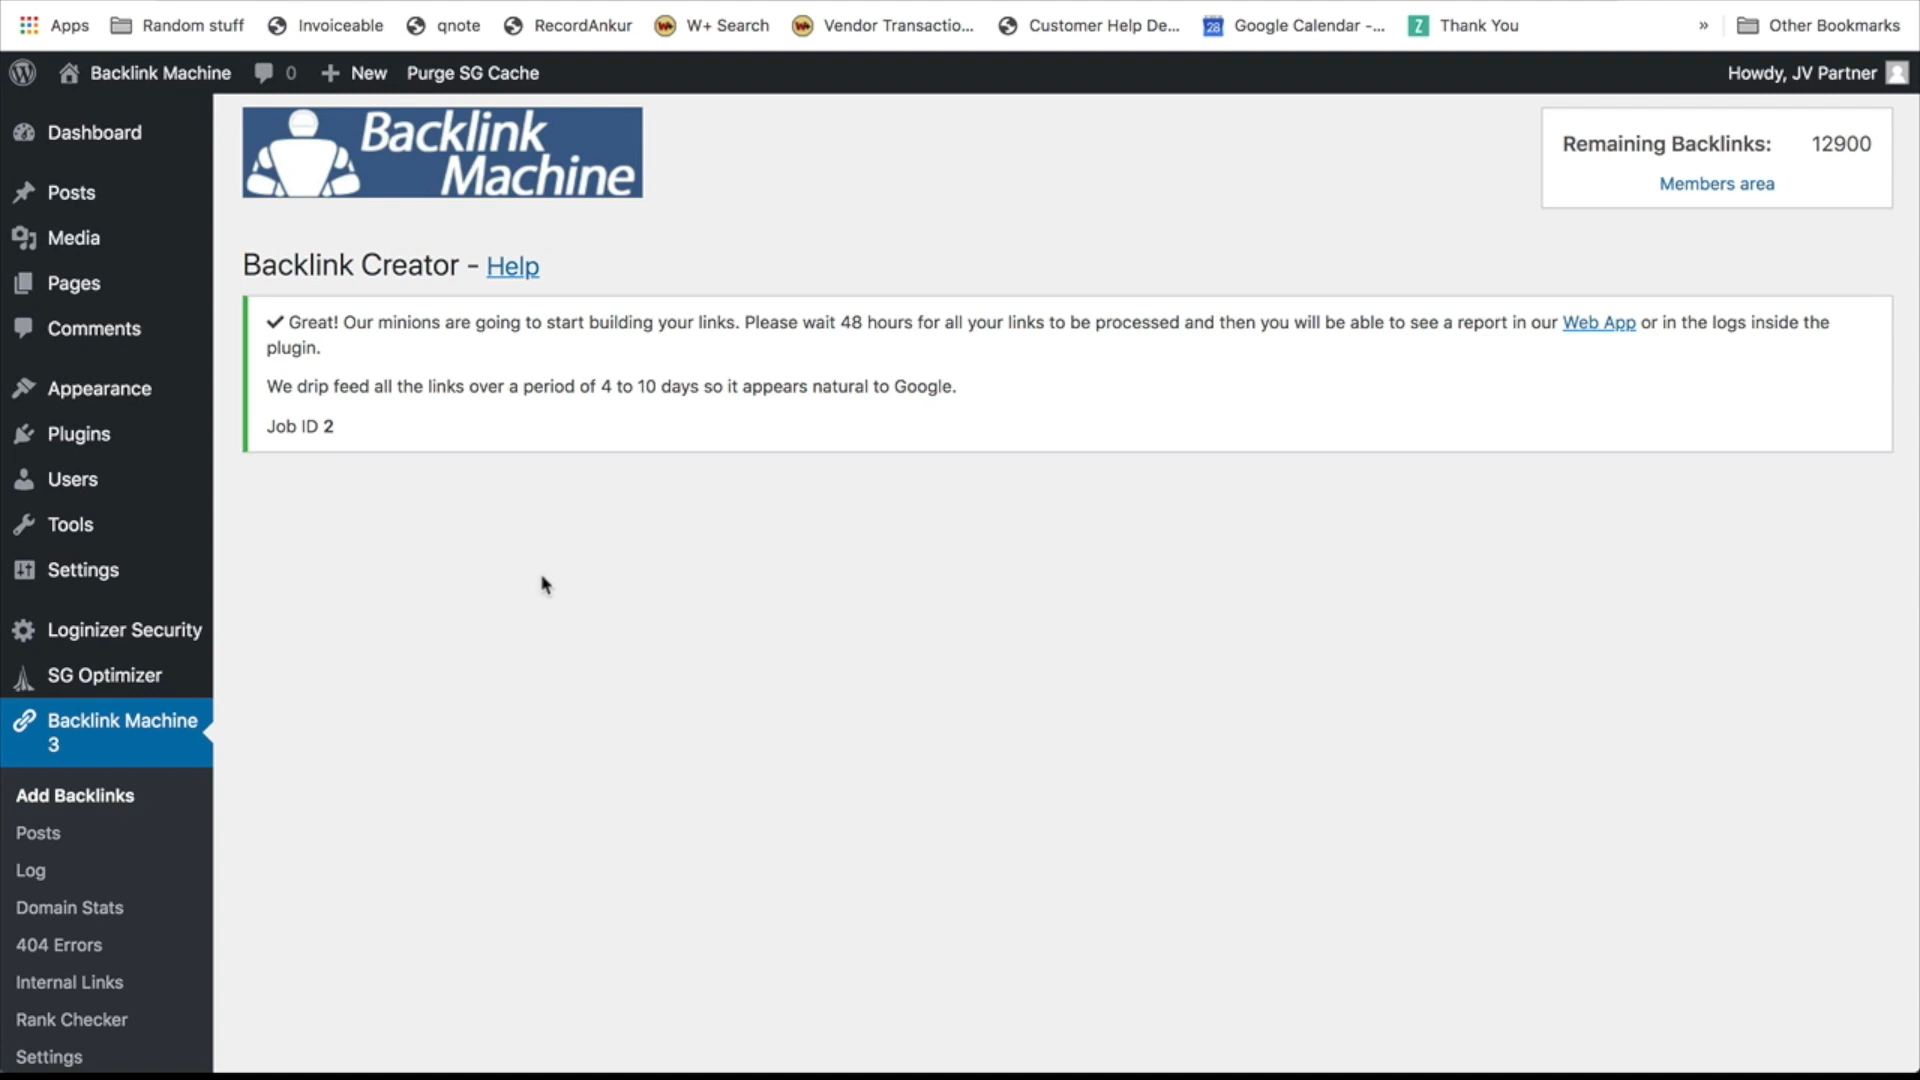 Apps Random stuff Invoiceable qnote RecordAnkur W+ Search Vendor Transactio... Customer Help De... 28 Google Calendar -... Z Thank You » Other Bookmarks
Backlink Machine 0 + New Purge SG Cache Howdy, JV Partner
Dashboard
Posts
Media
Pages
Comments
Appearance
Plugins
Users
Tools
Settings
Loginizer Security
SG Optimizer
Backlink Machine
3
Add Backlinks
Posts
Log
Domain Stats
404 Errors
Internal Links
Rank Checker
Settings
Backlink
Machine
Remaining Backlinks: 12900
Members area
Backlink Creator - Help
✔ Great! Our minions are going to start building your links. Please wait 48 hours for all your links to be processed and then you will be able to see a report in our Web App or in the logs inside the
plugin.
We drip feed all the links over a period of 4 to 10 days so it appears natural to Google.
Job ID 2